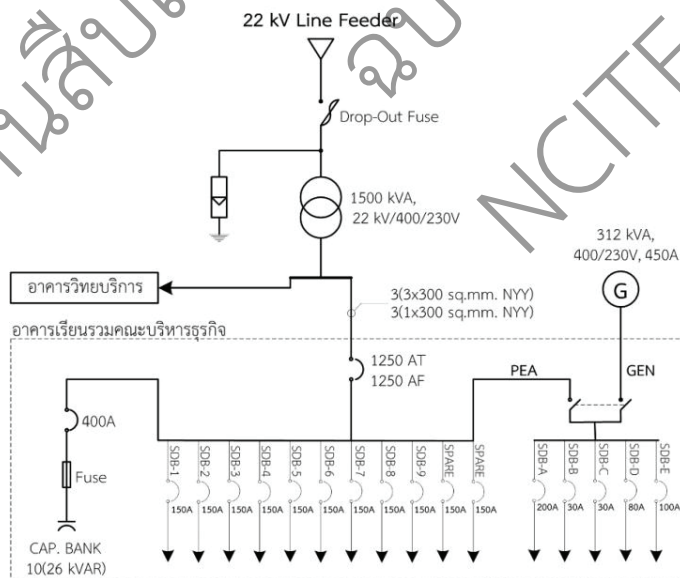 22 kV Line Feeder
Drop-Out Fuse
1500 kVA,
22 kV/400/230V
312 kVA,
400/230V, 450A
G
อาคารวิทยบริการ
3(3x300 sq.mm. NYY)
3(1x300 sq.mm. NYY)
อาคารเรียนรวมคณะบริหารธุรกิจ
1250 AT
1250 AF
PEA
GEN
400A
Fuse
CAP. BANK
10(26 kVAR)
SDB-1
SDB-2
SDB-3
SDB-4
SDB-5
SDB-6
SDB-7
SDB-8
SDB-9
SPARE
SPARE
SDB-A
SDB-B
SDB-C
SDB-D
SDB-E
150A
150A
150A
150A
150A
150A
150A
150A
150A
150A
150A
200A
30A
30A
80A
100A
NCITE